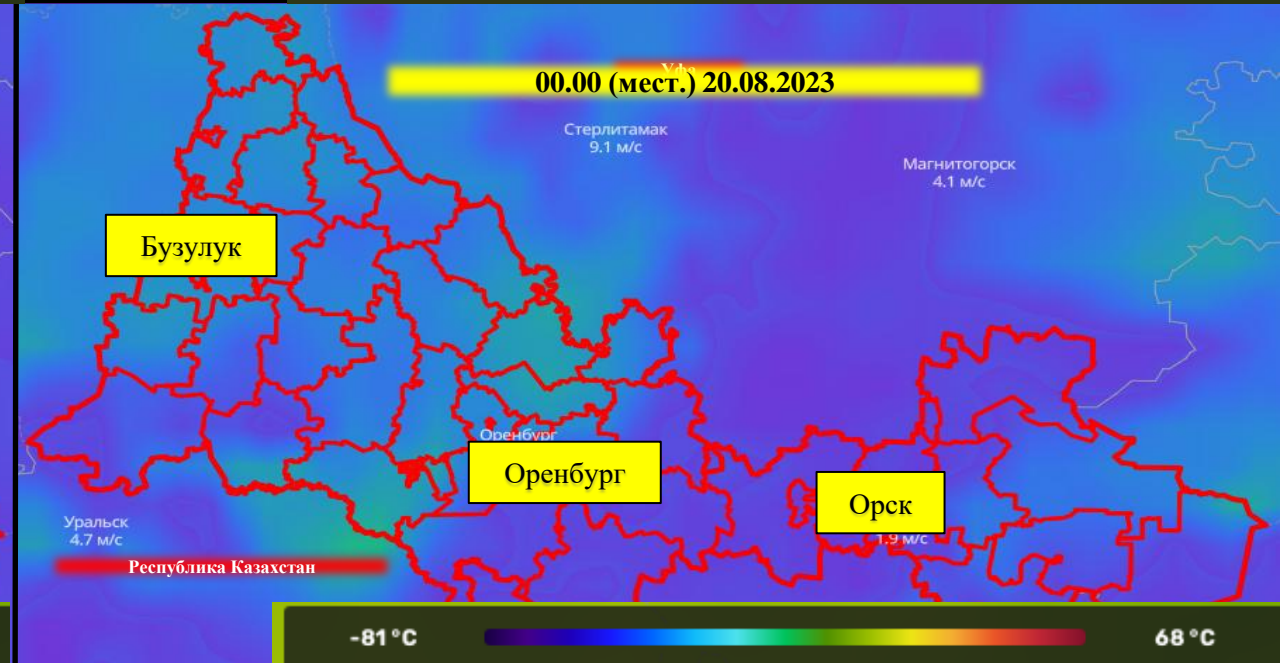 Уфа
00.00 (мест.) 20.08.2023
Стерлитамак
9.1 м/с
Магнитогорск
4.1 м/с
Бузулук
Оренбург
Оренбург
Орск
1.9 м/с
Уральск
4.7 м/с
Республика Казахстан
-81°C
68°C